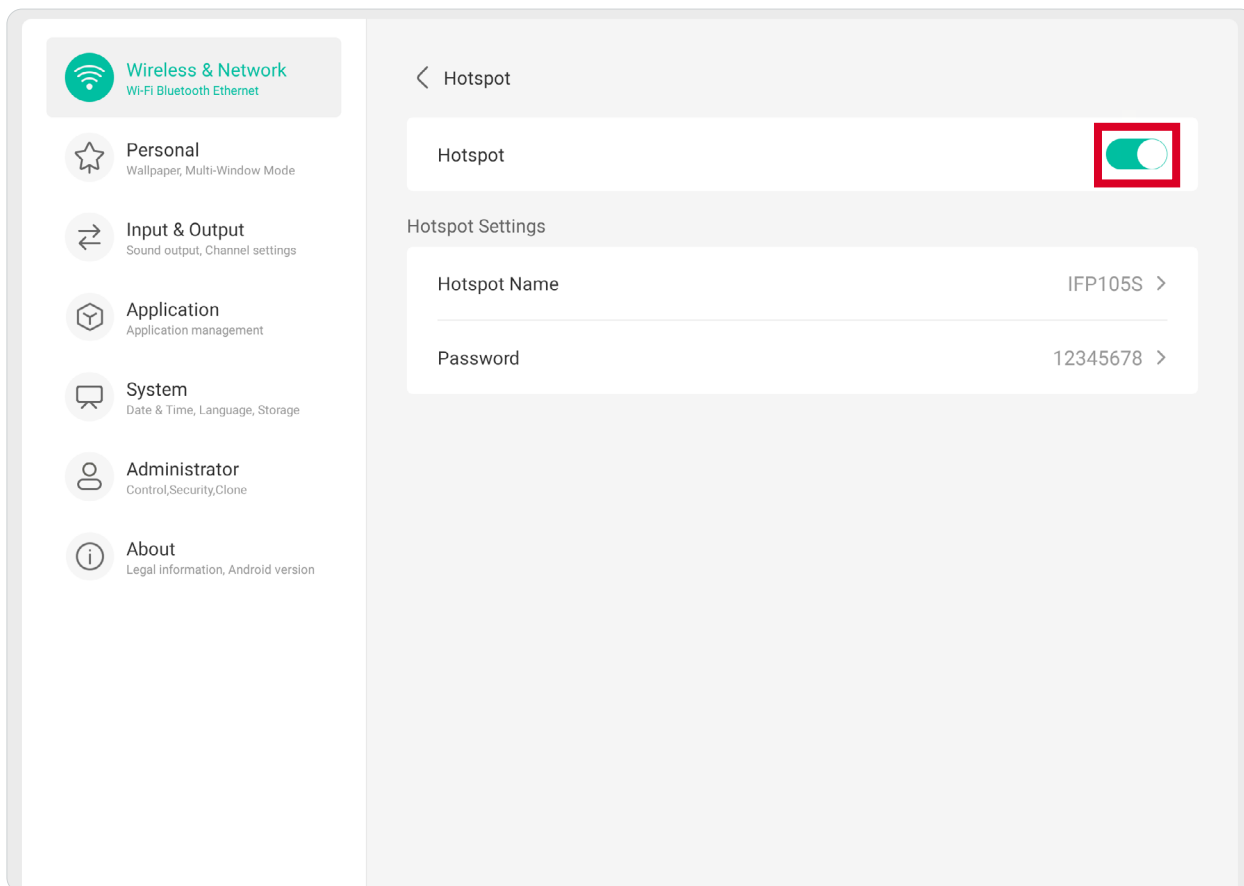 Wireless & Network
Wi-Fi Bluetooth Ethernet
Personal
Wallpaper, Multi-Window Mode
Input & Output
Sound output, Channel settings
Application
Application management
System
Date & Time, Language, Storage
Administrator
Control,Security,Clone
About
Legal information, Android version
Hotspot
Hotspot
Hotspot Settings
Hotspot Name IFP105S
Password 12345678